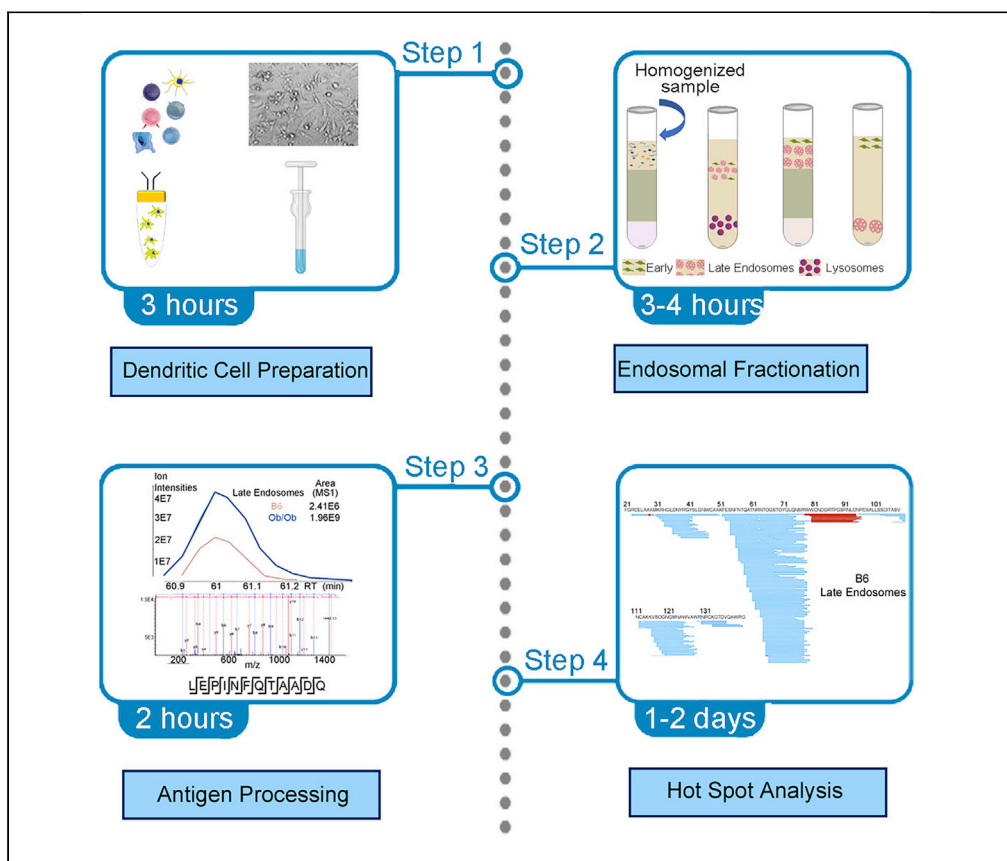 Step 1
3 hours
Dendritic Cell Preparation
Homogenized
sample
Step 2
Early
Late Endosomes
Lysosomes
3-4 hours
Endosomal Fractionation
Step 3
Ion
Intensities
4E7
3E7
2E7
1E7
Late Endosomes
Area
(MS1)
B6
2.41E6
Ob/Ob
1.96E9
60.9
61
61.1
61.2
RT (min)
1.5E4
5E3
200
600
m/z
1000
1400
LEPINFQTAADQ
2 hours
Antigen Processing
Step 4
21
31
41
51
61
71
81
91
101
B6
Late Endosomes
111
121
131
1-2 days
Hot Spot Analysis